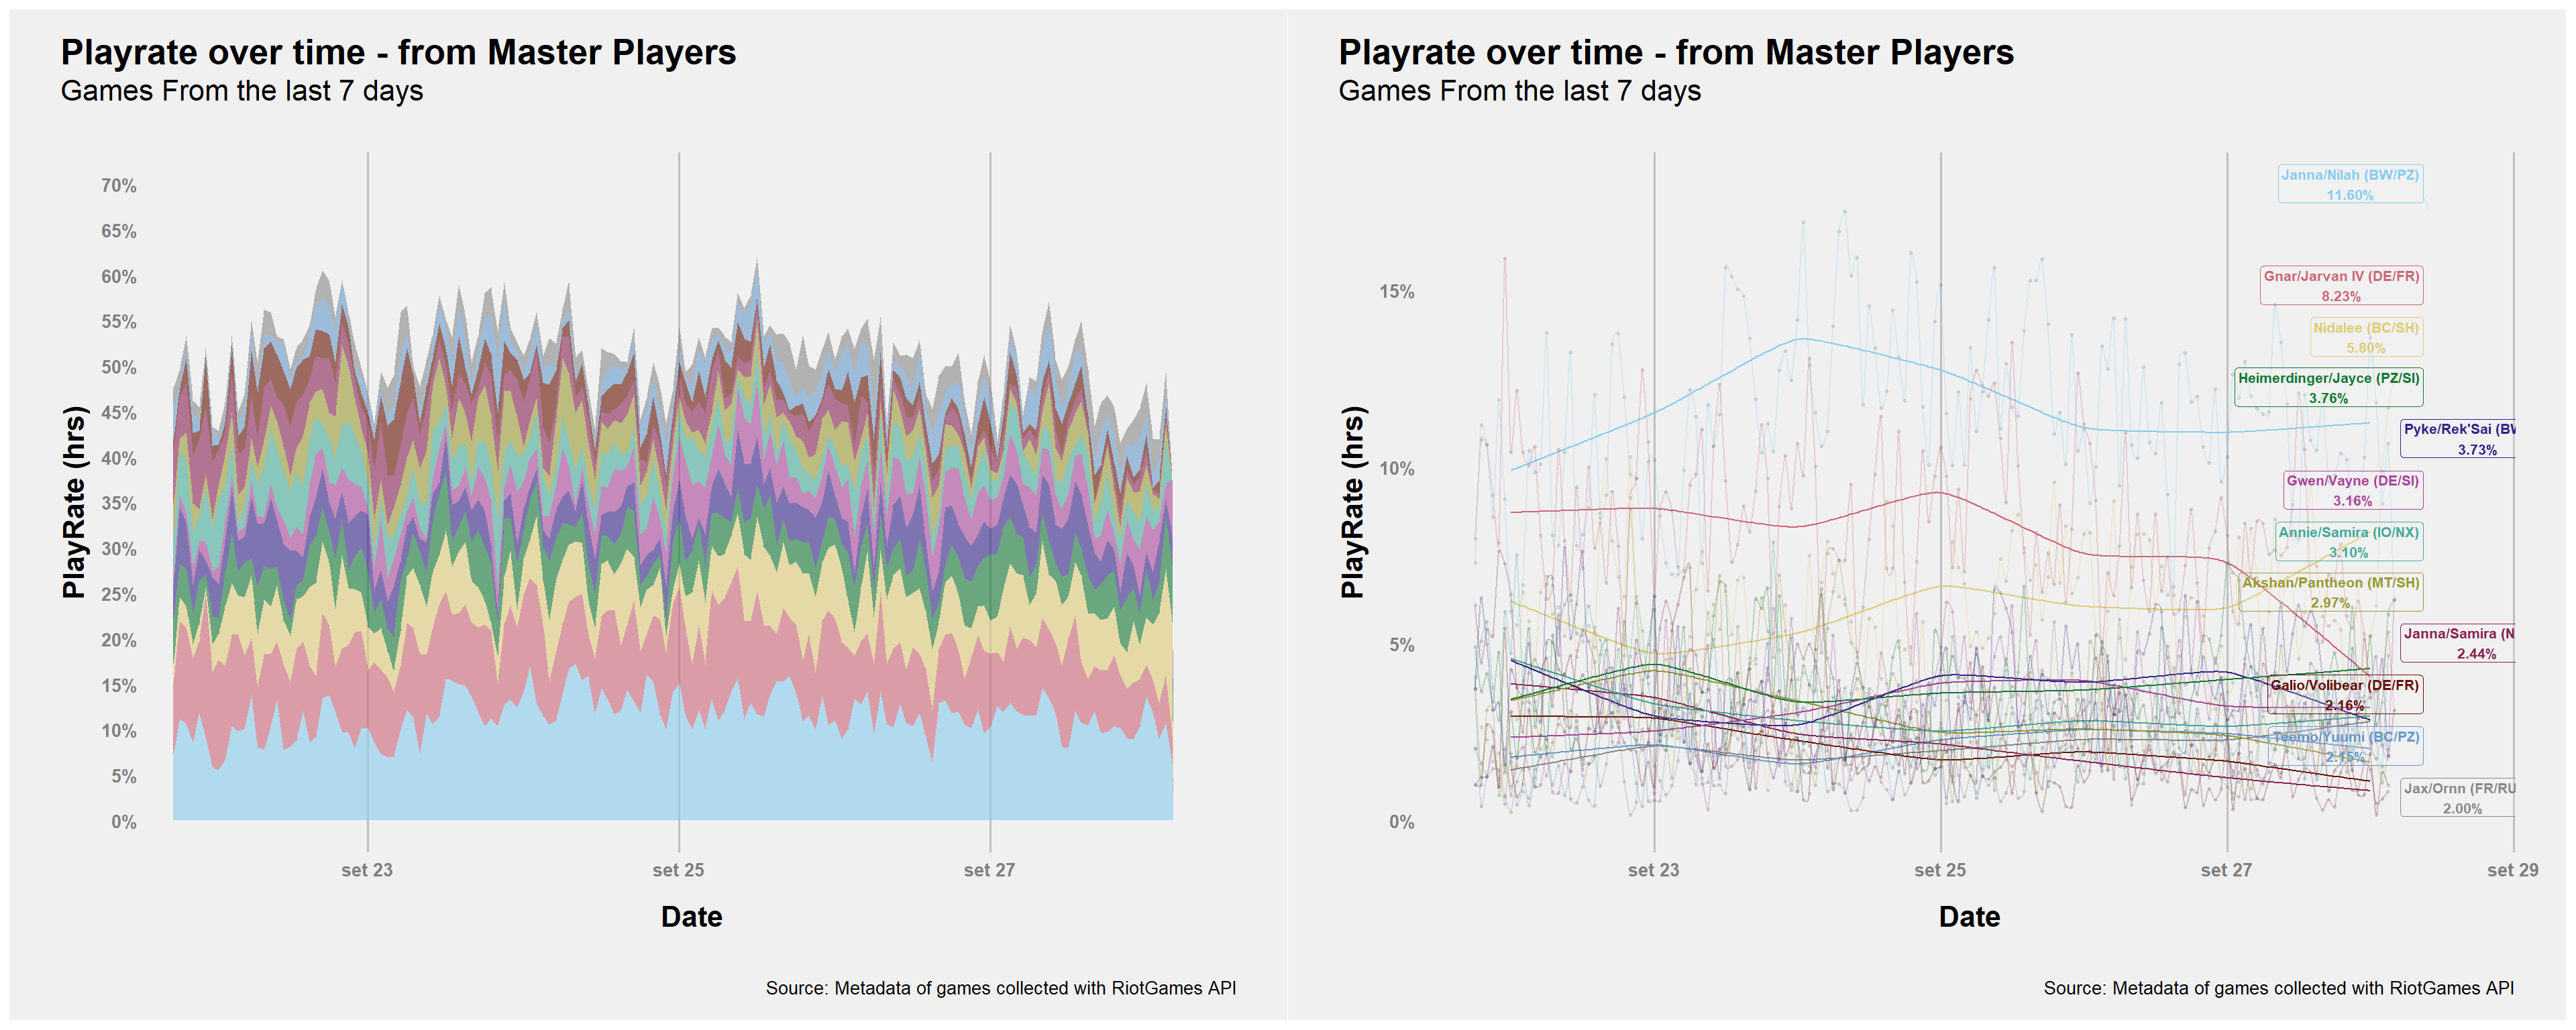 Playrate over time - from Master Players
Games From the last 7 days
PlayRate (hrs)
70%
65%
60%
55%
50%
45%
40%
35%
30%
25%
20%
15%
10%
5%
0%
set 23
set 25
set 27
Date
Source: Metadata of games collected with RiotGames API
Playrate over time - from Master Players
Games From the last 7 days
PlayRate (hrs)
15%
10%
5%
0%
Janna/Nilah (BW/PZ)
11.60%
Gnar/Jarvan IV (DE/FR)
8.23%
Nidalee (BC/SH)
5.80%
Heimerdinger/Jayce (PZ/SI)
3.76%
Pyke/Rek'Sai (BW
3.73%
Gwen/Vayne (DE/SI)
3.16%
Annie/Samira (IO/NX)
3.10%
Akshan/Pantheon (MT/SH)
2.97%
Janna/Samira (N
2.44%
Galio/Volibear (DE/FR)
2.16%
Teemo/Yuumi (BC/PZ)
2.15%
Jax/Ornn (FR/RU
2.00%
set 23
set 25
set 27
set 29
Date
Source: Metadata of games collected with RiotGames API